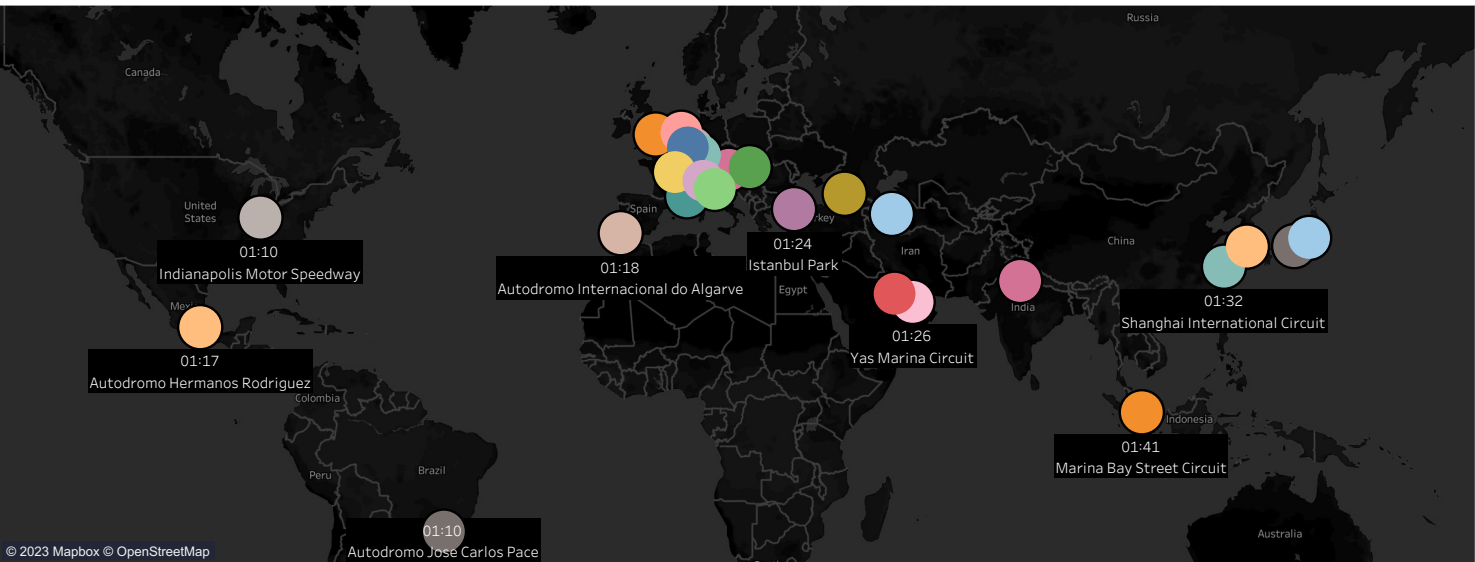 Russia
Canada
United
States
Spain
rkey
Iran
China
01:10
Indianapolis Motor Speedway
01:18
Autodromo Internacional do Algarve
01:24
Istanbul Park
Egypt
India
01:32
Shanghai International Circuit
Mexi
01:17
Autodromo Hermanos Rodriguez
01:26
Yas Marina Circuit
Colombia
Indonesia
01:41
Marina Bay Street Circuit
Peru
Brazil
01:10
Autodromo Jose Carlos Pace
Australia
© 2023 Mapbox © OpenStreetMap